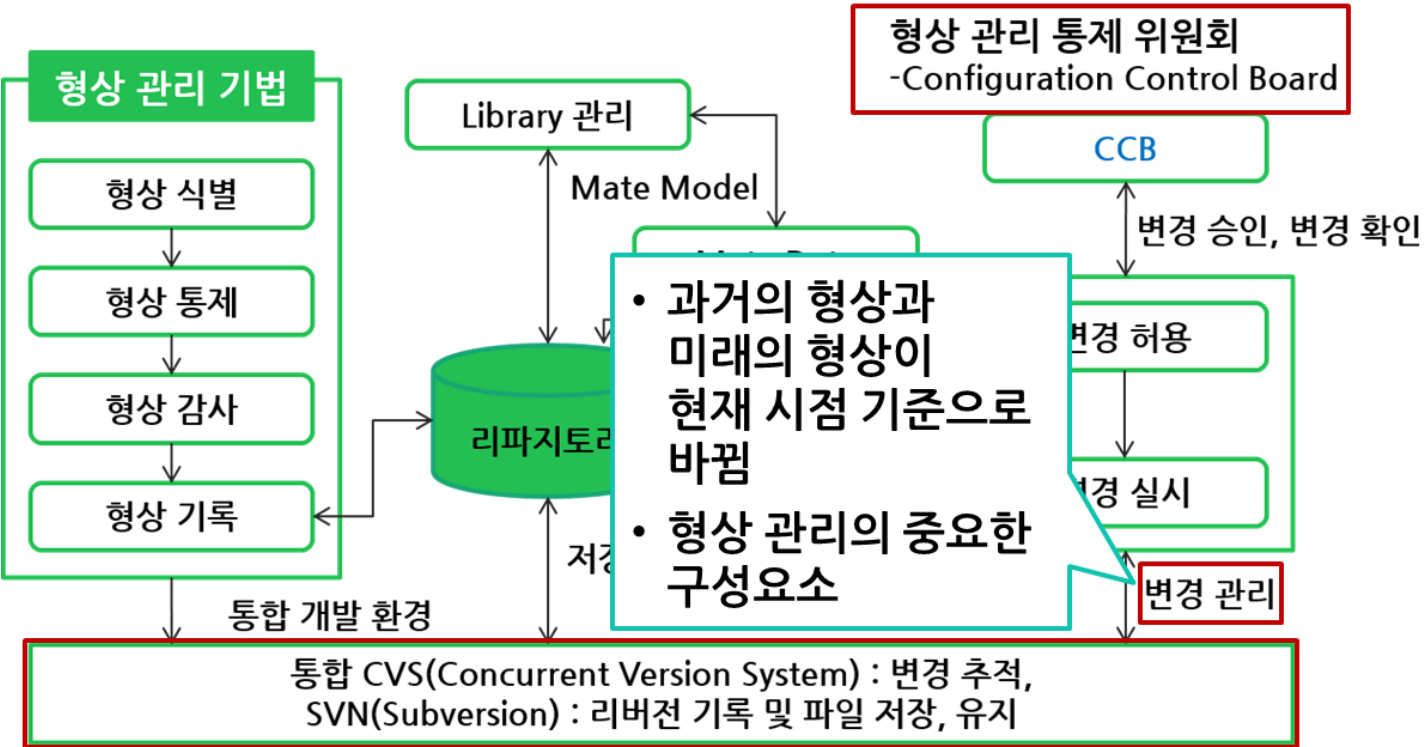 형상 관리 통제 위원회
-Configuration Control Board
형상 관리 기법
Library 관리
CCB
형상 식별
Mate Model
변경 승인, 변경 확인
형상 통제
• 과거의 형상과
미래의 형상이
현재 시점 기준으로
바뀜
• 형상 관리의 중요한
구성요소
변경 허용
형상 감사
리파지토리
변경 실시
형상 기록
변경 관리
통합 개발 환경
통합 CVS(Concurrent Version System) : 변경 추적,
SVN(Subversion) : 리버전 기록 및 파일 저장, 유지